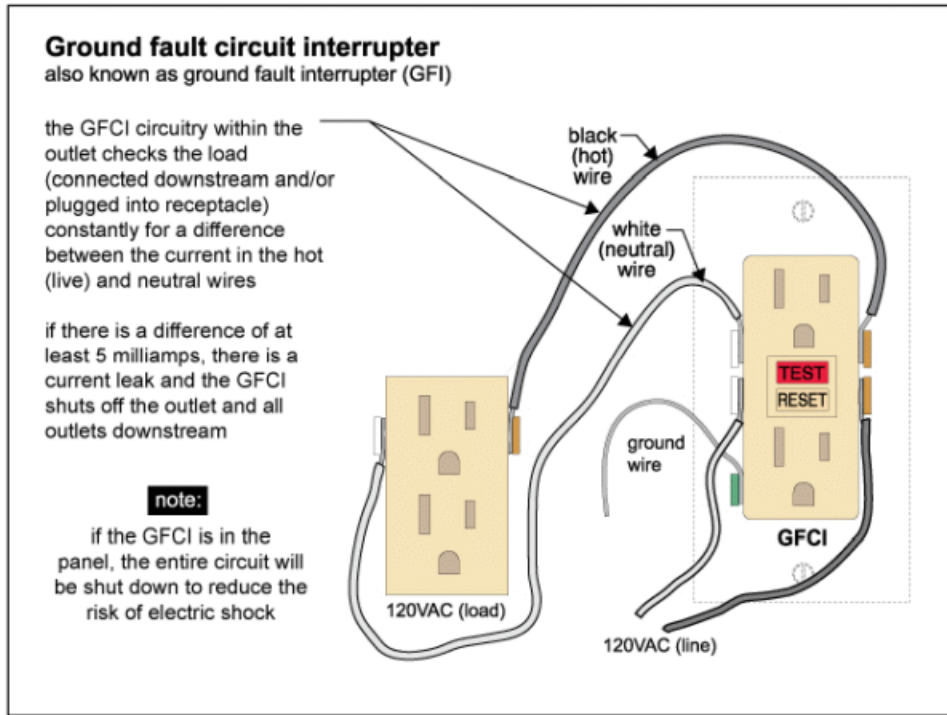 Ground fault circuit interrupter
also known as ground fault interrupter (GFI)
the GFCI circuitry within the
outlet checks the load
(connected downstream and/or
plugged into receptacle)
constantly for a difference
between the current in the hot
(live) and neutral wires
if there is a difference of at
least 5 milliamps, there is a
current leak and the GFCI
shuts off the outlet and all
outlets downstream
note:
if the GFCI is in the
panel, the entire circuit will
be shut down to reduce the
risk of electric shock
black
(hot)
wire
white
(neutral)
wire
TEST
RESET
ground
wire
GFCI
120VAC (load)
120VAC (line)